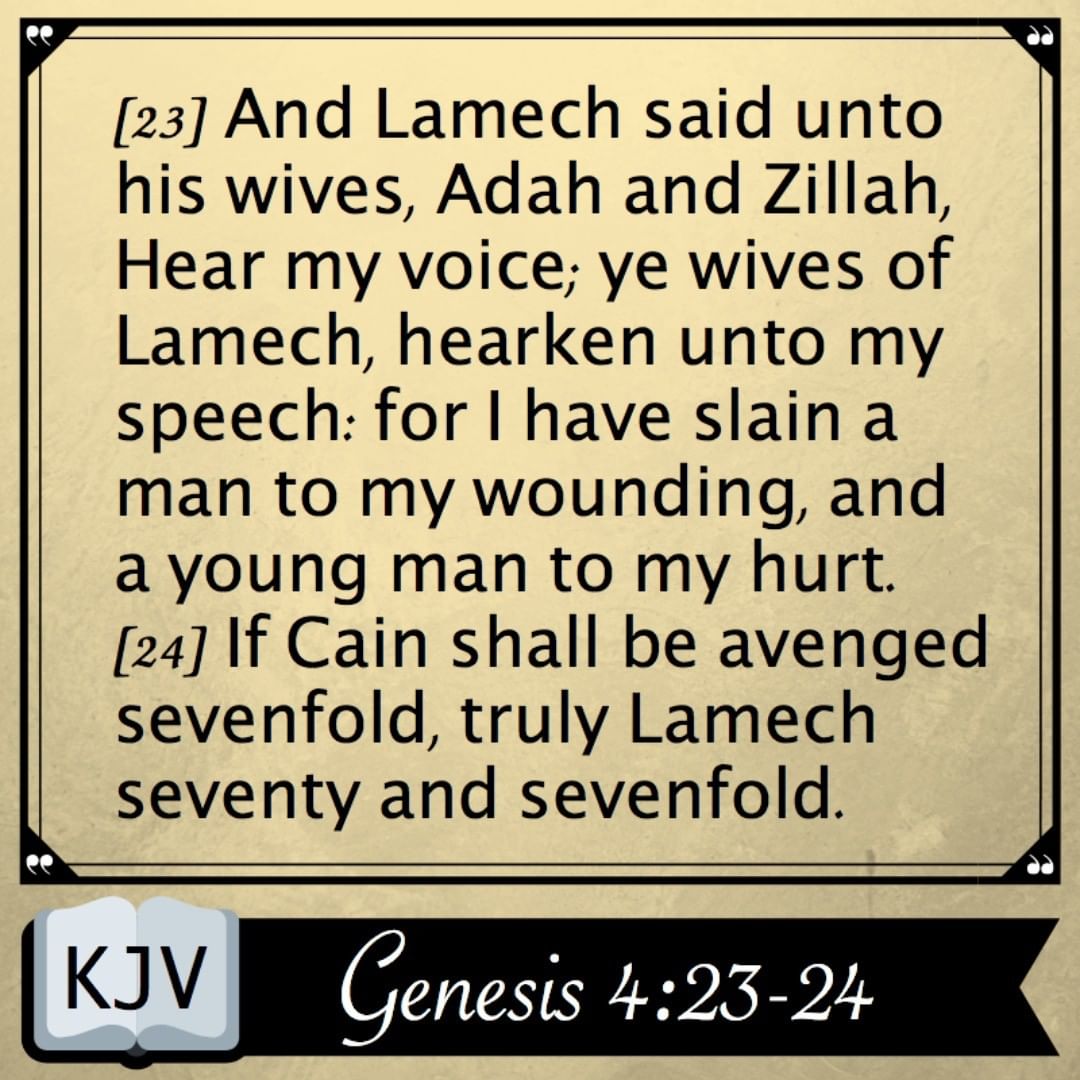 [23] And Lamech said unto
his wives, Adah and Zillah,
Hear my voice; ye wives of
Lamech, hearken unto my
speech: for I have slain a
man to my wounding, and
a young man to my hurt.
[24] If Cain shall be avenged
sevenfold, truly Lamech
seventy and sevenfold.
KJV
Genesis 4:23-24